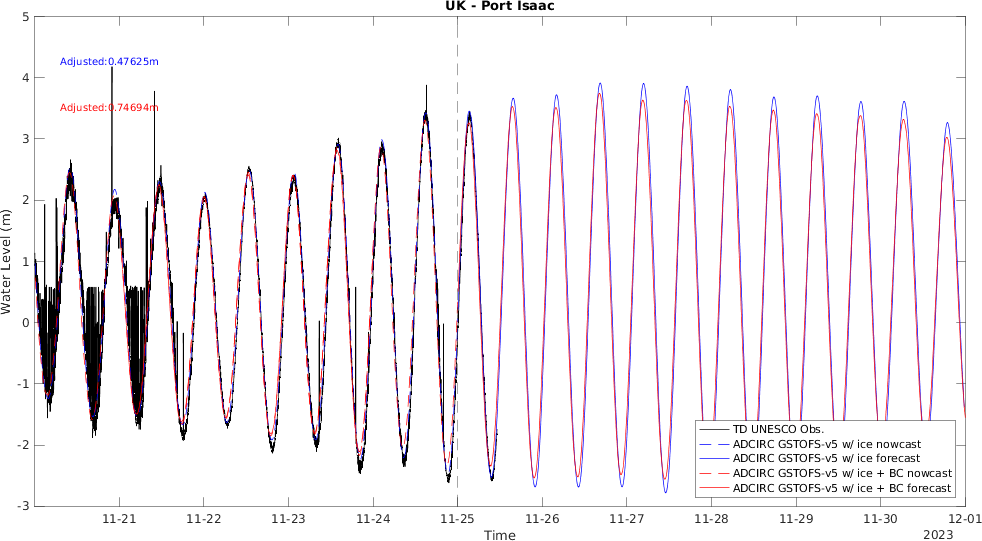 UK - Port Isaac
5
4
3
2
1
0
-1
-2
-3
Water Level (m)
Adjusted:0.47625m
Adjusted:0.74694m
TD UNESCO Obs.
ADCIRC GSTOFS-v5 w/ ice nowcast
ADCIRC GSTOFS-v5 w/ ice forecast
ADCIRC GSTOFS-v5 w/ ice + BC nowcast
ADCIRC GSTOFS-v5 w/ ice + BC forecast
11-21 11-22 11-23 11-24 11-25 11-26 11-27 11-28 11-29 11-30 12-01
Time
2023